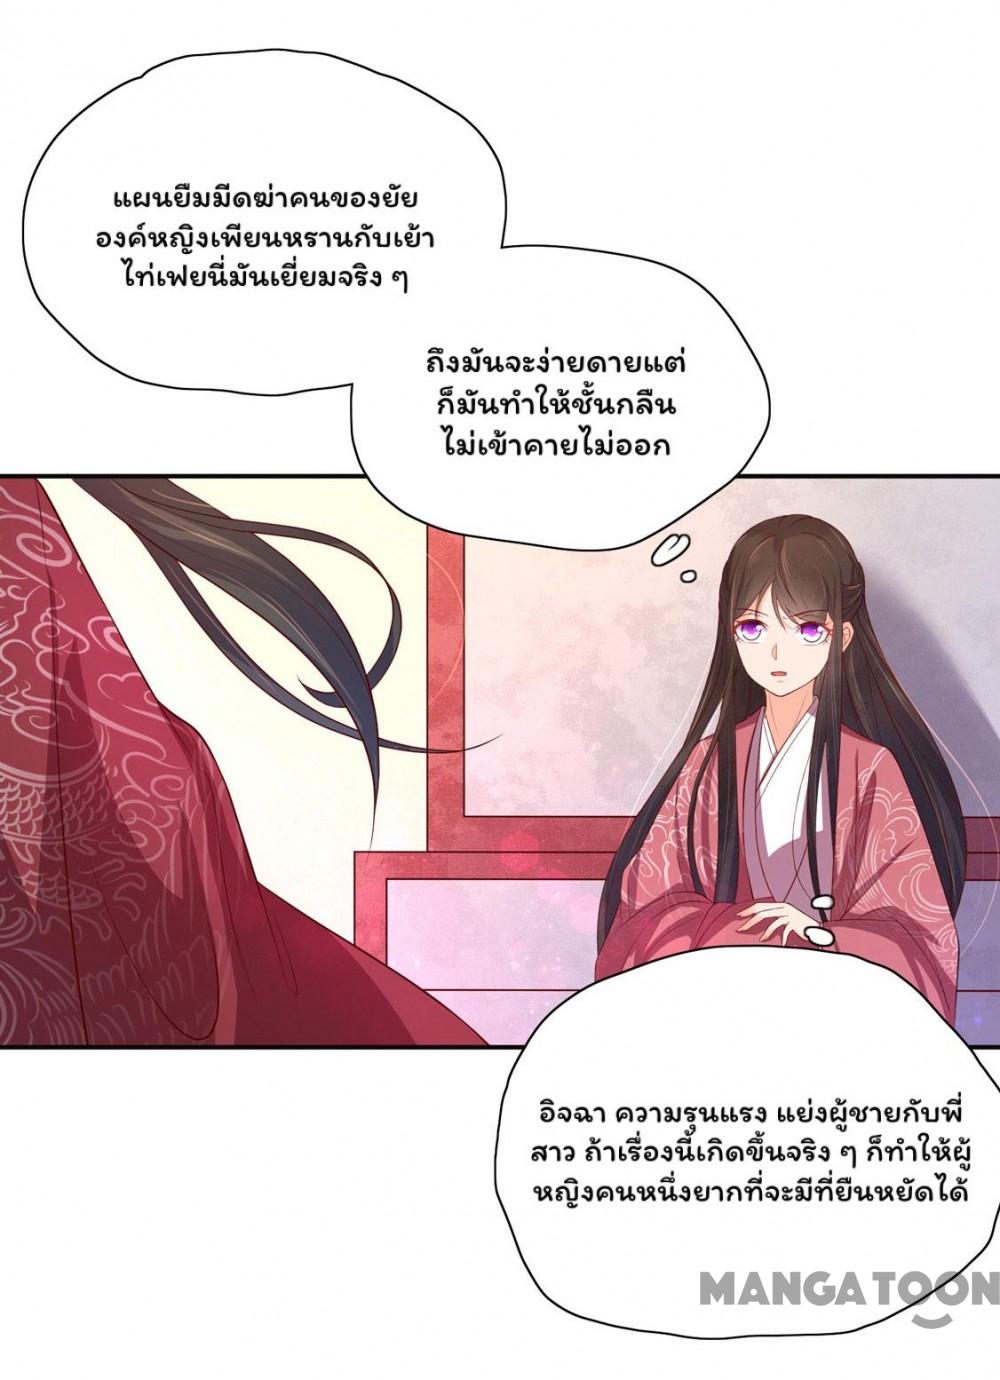 แผนยืมมีดฆ่าคนของยัย
องค์หญิงเพียนหรานกับเย้า
ไท่เฟยนี่มันเยี่ยมจริง ๆ
ถึงมันจะง่ายดายแต่
ก็มันทำให้ชั้นกลืน
ไม่เข้าคายไม่ออก
อิจฉา ความรุนแรง แย่งผู้ชายกับพี่
สาว ถ้าเรื่องนี้เกิดขึ้นจริง ๆ ก็ทำให้ผู้
หญิงคนหนึ่งยากที่จะมีที่ยืนหยัดได้
MANGATOON